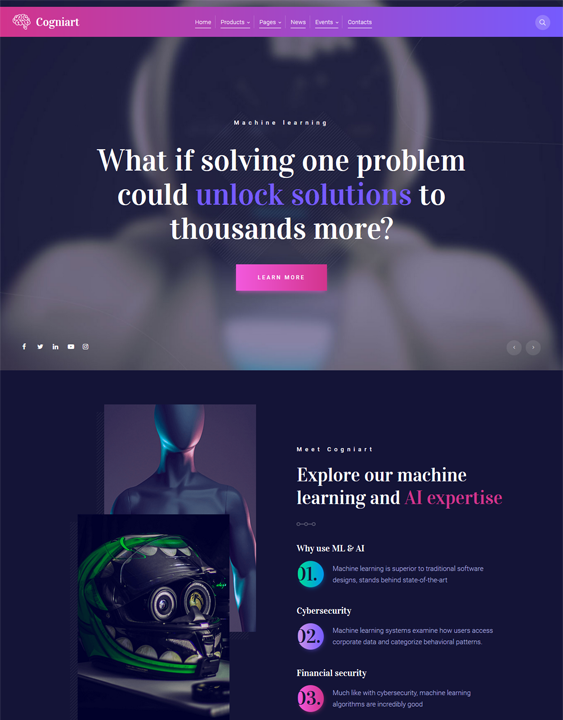 Cogniart
Home Products Pages News Events Contacts
Machine learning
What if solving one problem
could unlock solutions to
thousands more?
LEARN MORE
Meet Cogniart
Explore our machine
learning and AI expertise
Why use ML & AI
01.
Machine learning is superior to traditional software
designs, stands behind state-of-the-art
Cybersecurity
02.
Machine learning systems examine how users access
corporate data and categorize behavioral patterns.
Financial security
03.
Much like with cybersecurity, machine learning
algorithms are incredibly good